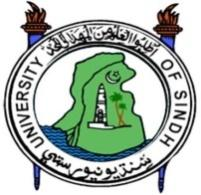 اطلبوا العلم من المهد الى اللحد
UNIVERSITY OF SINDH
سنڌ يونيورسٽي